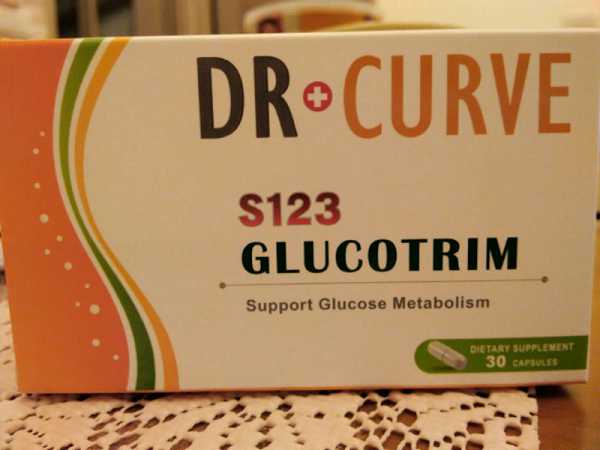 DR CURVE
S123
GLUCOTRIM
Support Glucose Metabolism
DIETARY SUPPLEMENT
30 CAPSULES